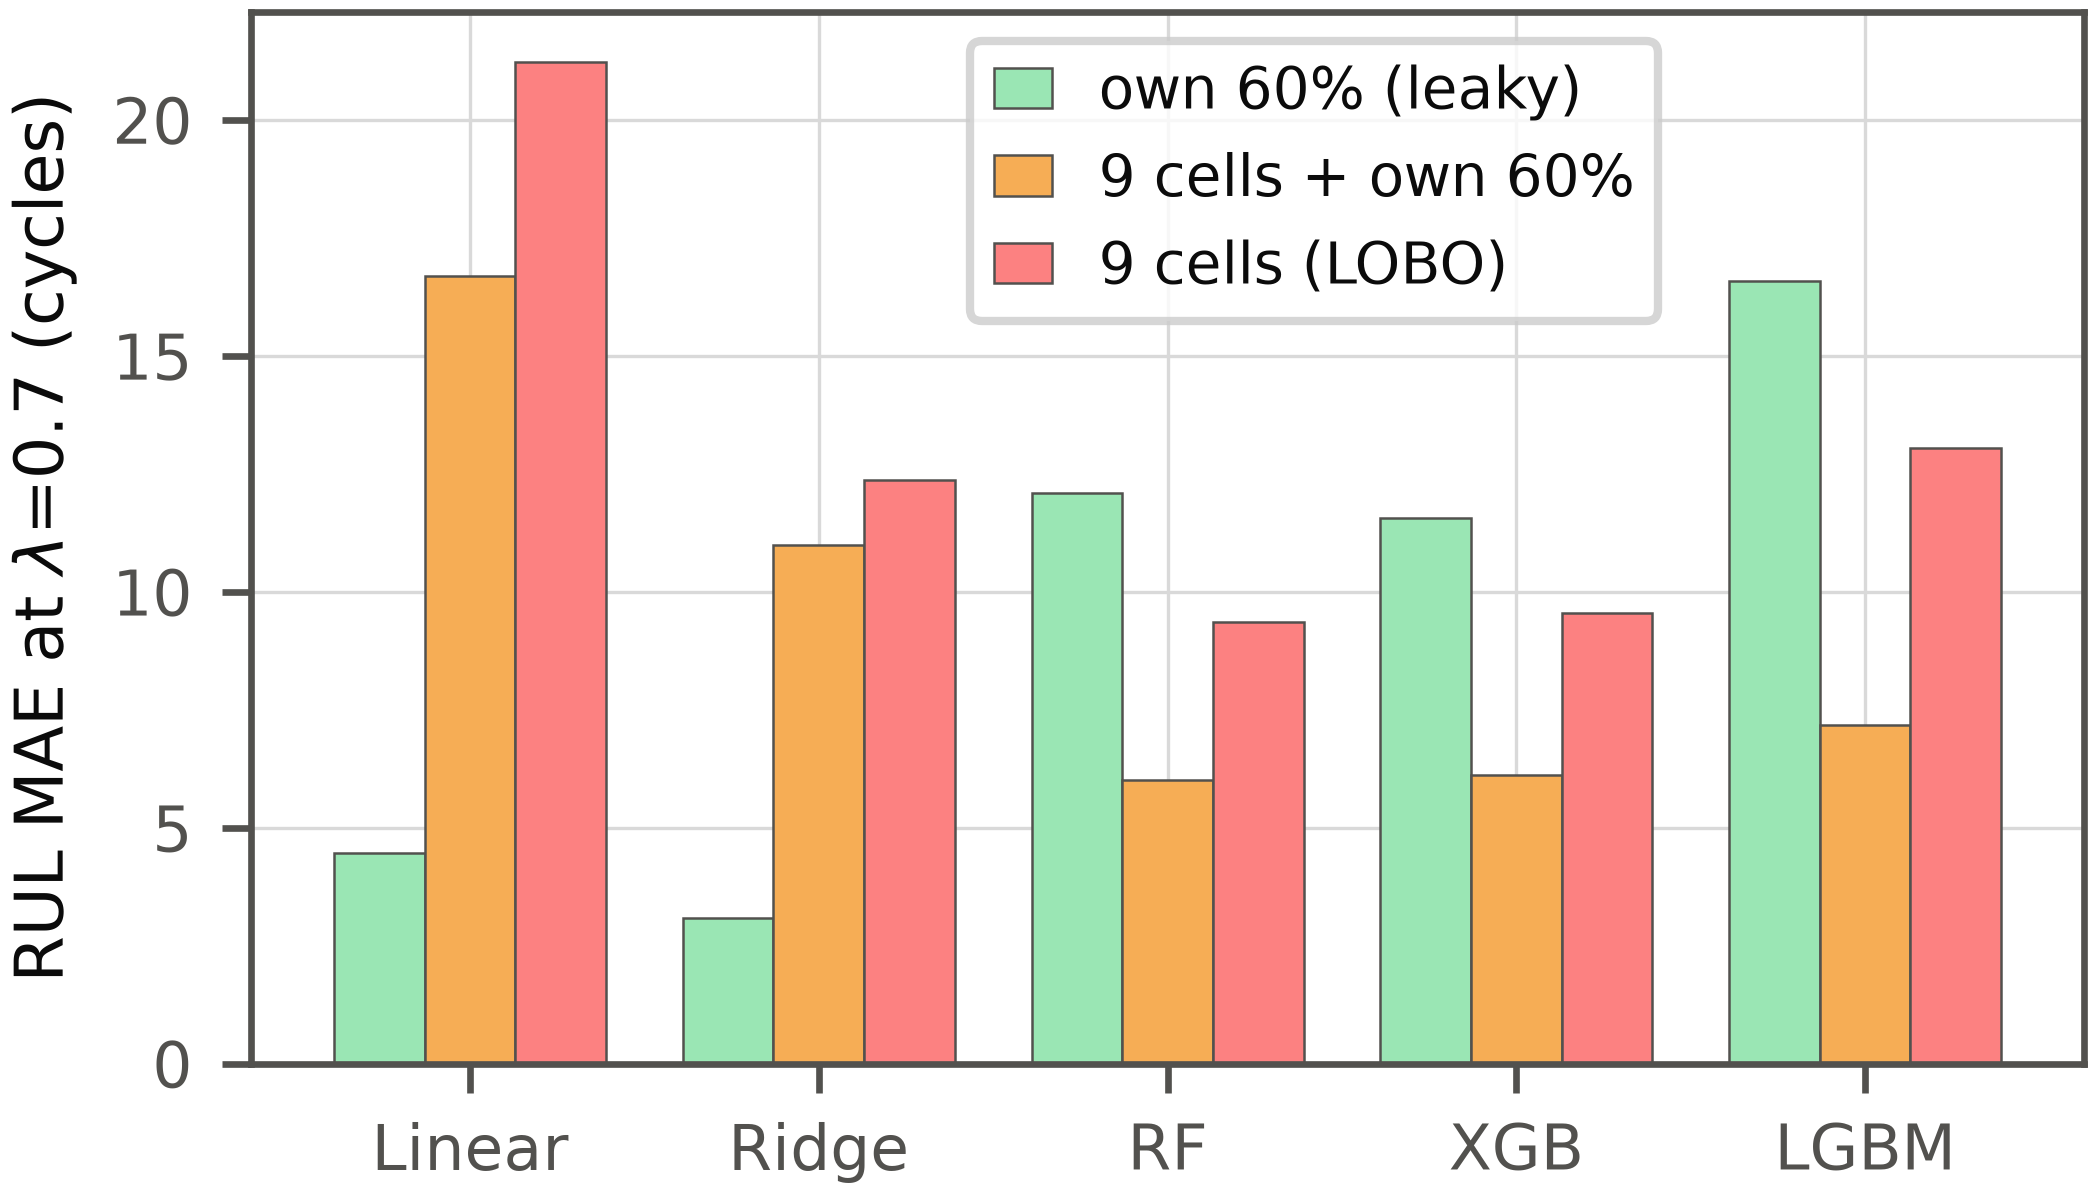 RUL MAE at λ=0.7 (cycles)
20
15
10
5
0
own 60% (leaky)
9 cells + own 60%
9 cells (LOBO)
Linear Ridge RF XGB LGBM